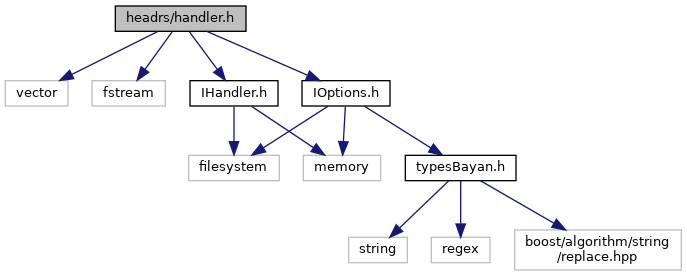 headrs/handler.h
vector
fstream
IHandler.h
IOptions.h
filesystem
memory
typesBayan.h
string
regex
boost/algorithm/string
/replace.hpp